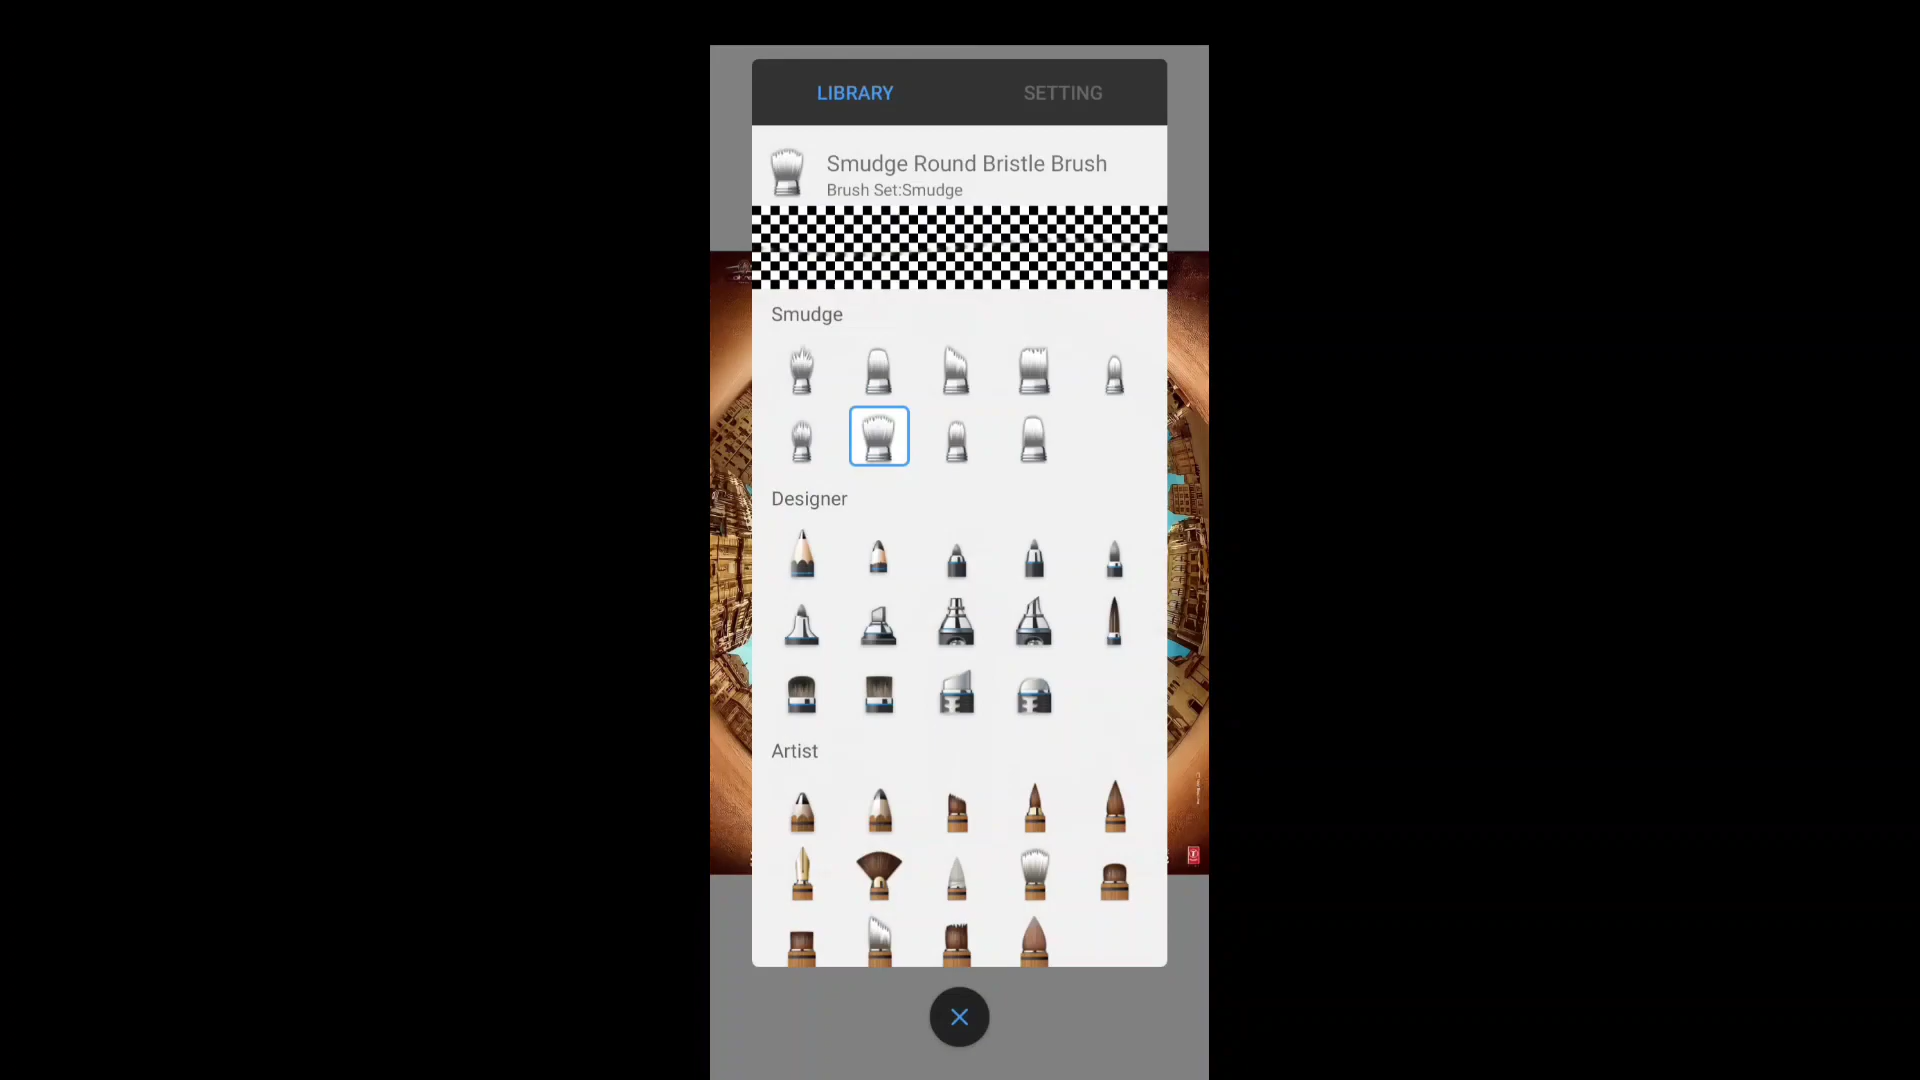 LIBRARY SETTING
Smudge Round Bristle Brush
Brush Set:Smudge
Smudge
Designer
Artist